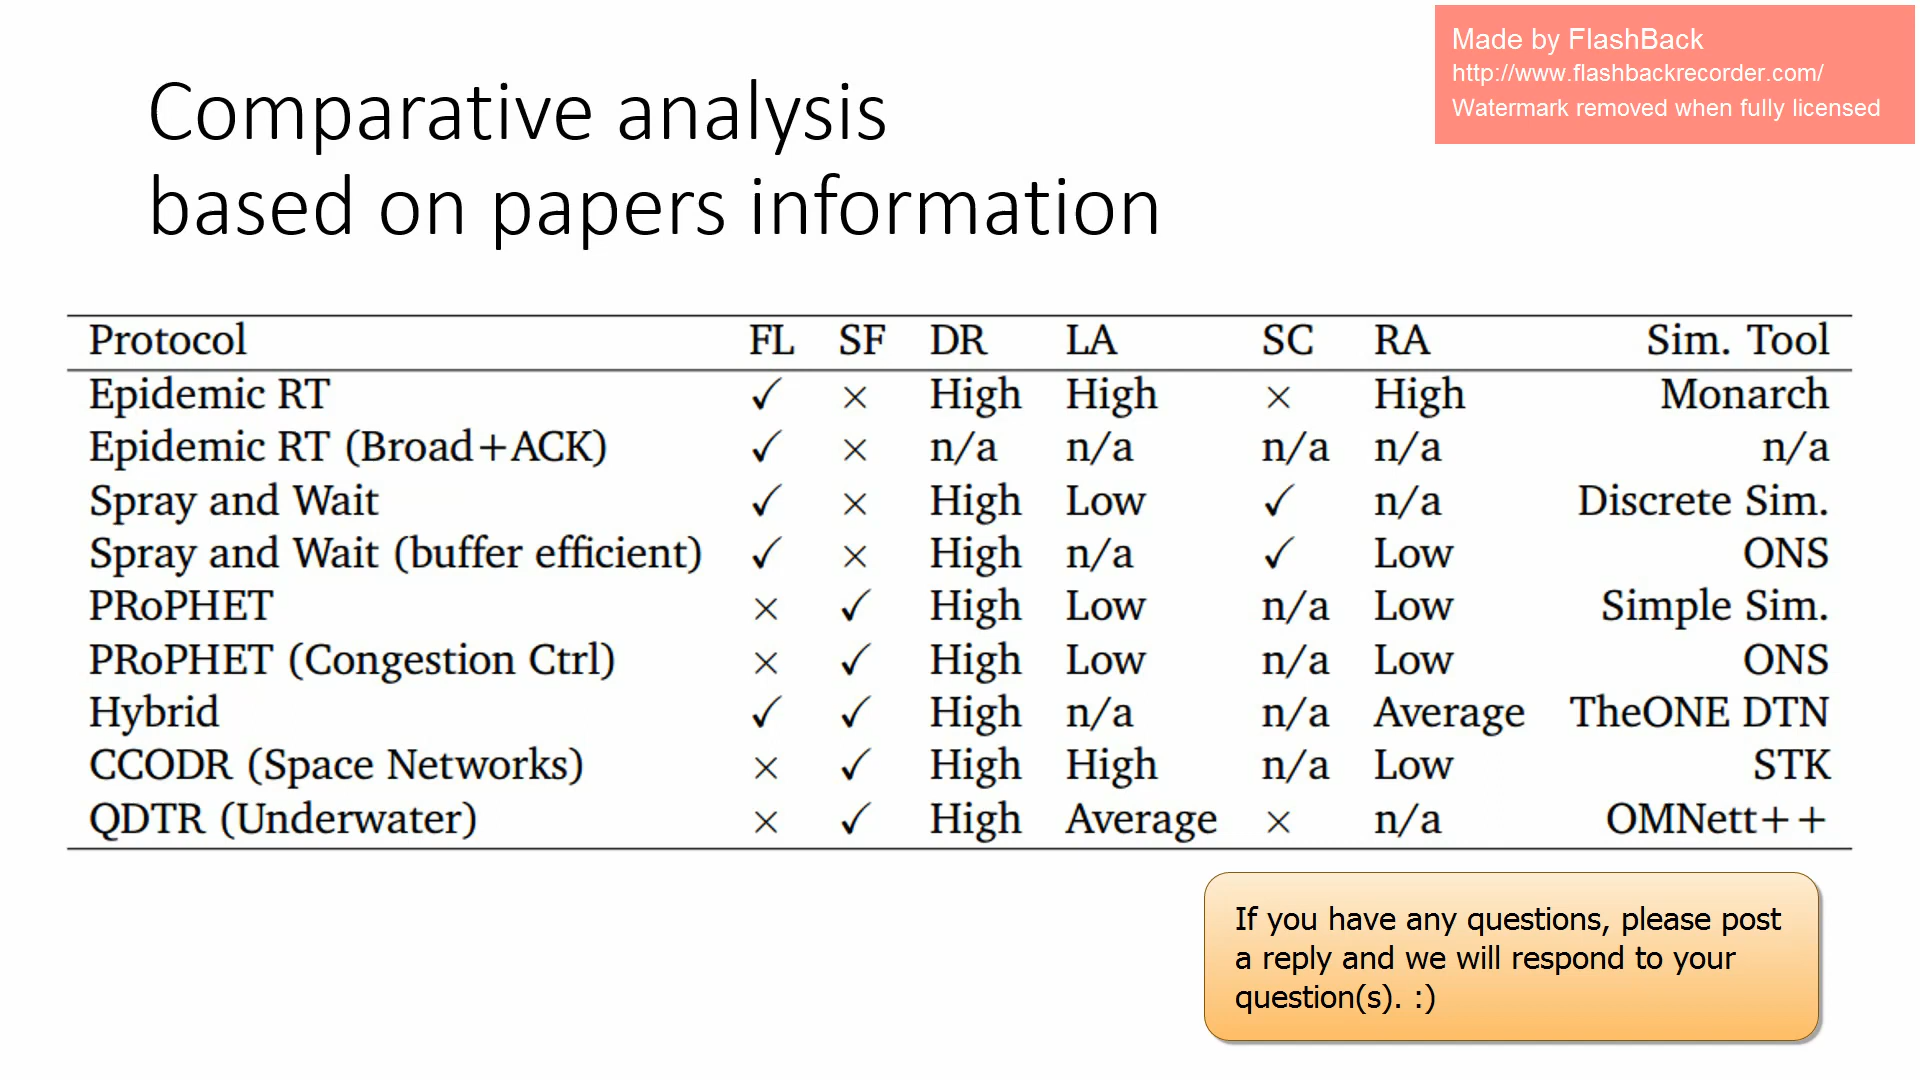 Made by FlashBack
http://www.flashbackrecorder.com/
Watermark removed when fully licensed
Comparative analysis
based on papers information
Protocol FL SF DR LA SC RA Sim. Tool
Epidemic RT ✓ × High High × High Monarch
Epidemic RT (Broad+ACK) ✓ × n/a n/a n/a n/a n/a
Spray and Wait ✓ × High Low ✓ n/a Discrete Sim.
Spray and Wait (buffer efficient) ✓ × High n/a ✓ Low ONS
PRoPHET × ✓ High Low n/a Low Simple Sim.
PRoPHET (Congestion Ctrl) × ✓ High Low n/a Low ONS
Hybrid ✓ ✓ High n/a n/a Average TheONE DTN
CCODR (Space Networks) × ✓ High High n/a Low STK
QDTR (Underwater) × ✓ High Average × n/a OMNett++
If you have any questions, please post
a reply and we will respond to your
question(s). :)